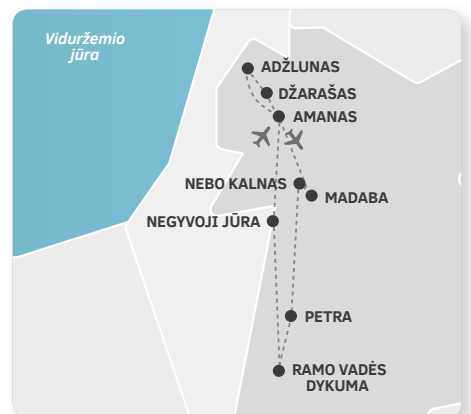 Viduržemio
jūra
ADŽLUNAS
DŽARAŠAS
AMANAS
NEBO KALNAS
MADABA
NEGYVOJI JŪRA
PETRA
RAMO VADĖS
DYKUMA